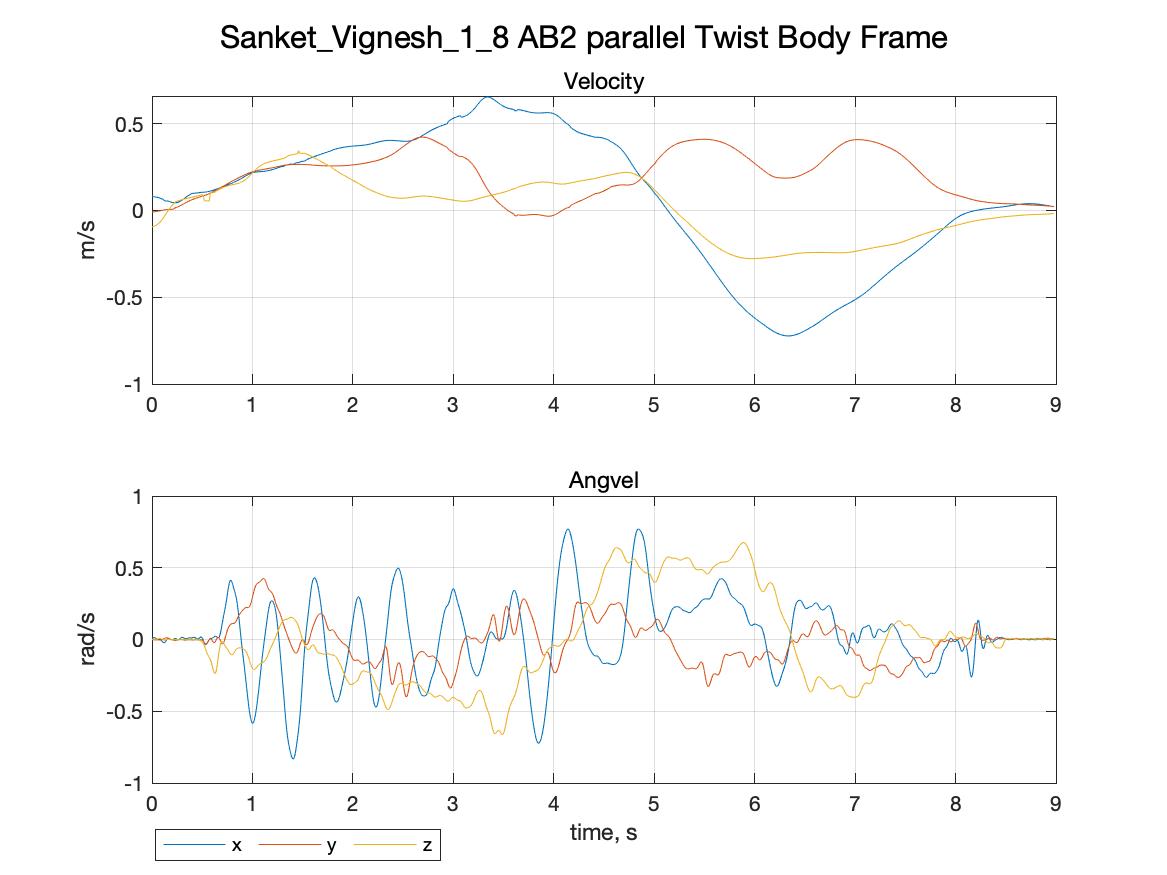 Sanket_Vignesh_1_8 AB2 parallel Twist Body Frame
Velocity
0.5
0
-0.5
-1
m/s
0 1 2 3 4 5 6 7 8 9
Angvel
1
0.5
0
-0.5
-1
rad/s
0 1 2 3 4 5 6 7 8 9
time, s
x y z